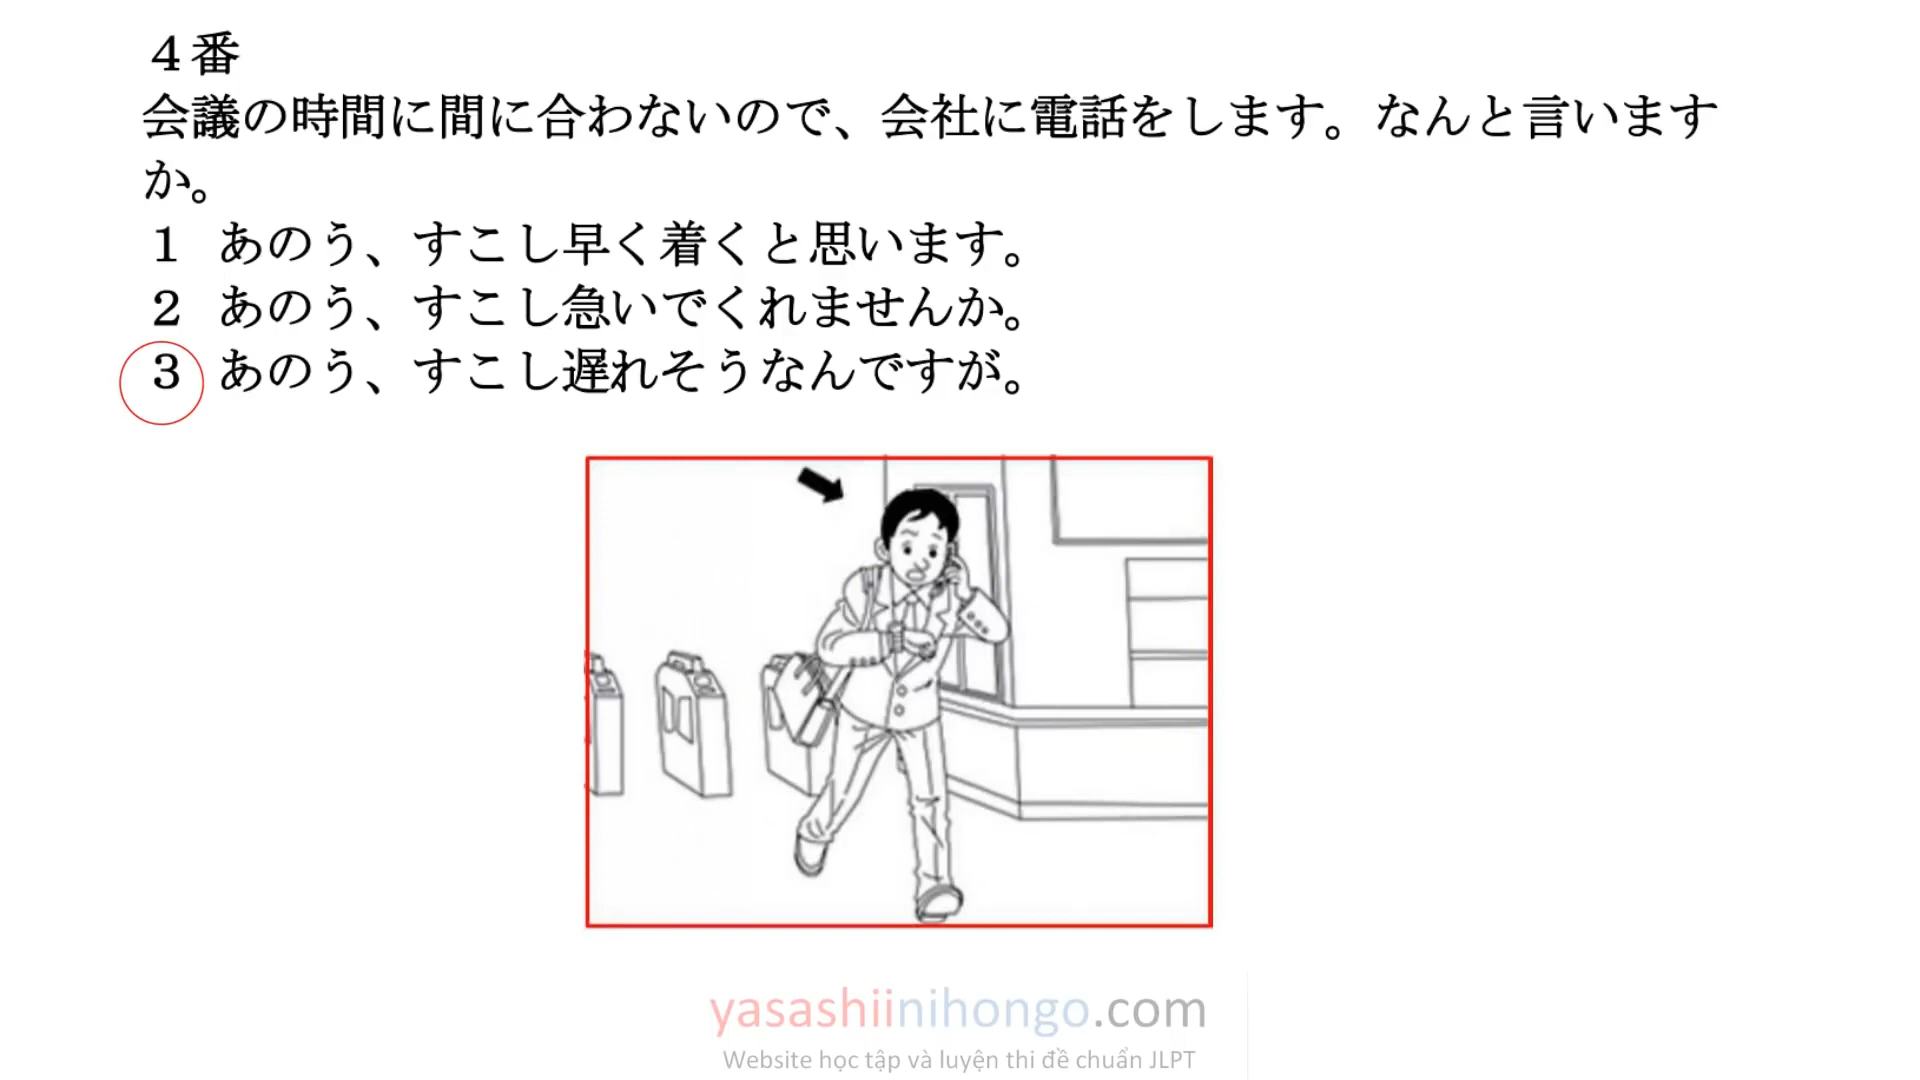 ４番
会議の時間に間に合わないので、会社に電話をします。なんと言います
か。
１ あのう、すこし早く着くと思います。
２ あのう、すこし急いでくれませんか。
３ あのう、すこし遅れそうなんですが。
yasashiinihongo.com
Website học tập và luyện thi đề chuẩn JLPT